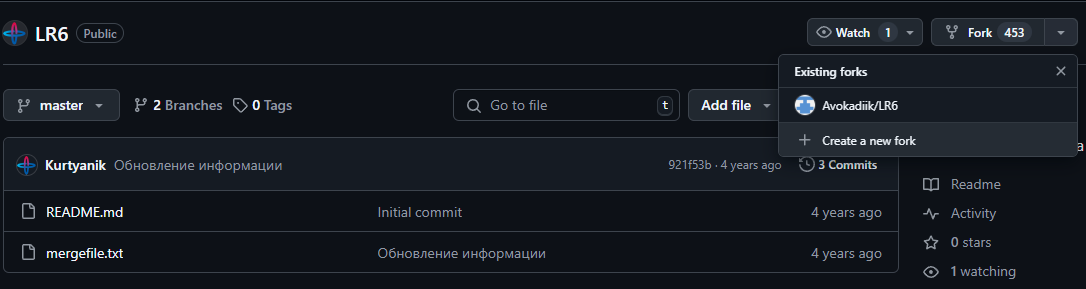 LR6 Public Watch 1 Fork 453
Existing forks
Avokadiik/LR6
Create a new fork
master 2 Branches 0 Tags Go to file t Add file
Kurtyanik Обновление информации 921f53b · 4 years ago 3 Commits
README.md Initial commit 4 years ago
mergefile.txt Обновление информации 4 years ago
a
Readme
Activity
0 stars
1 watching